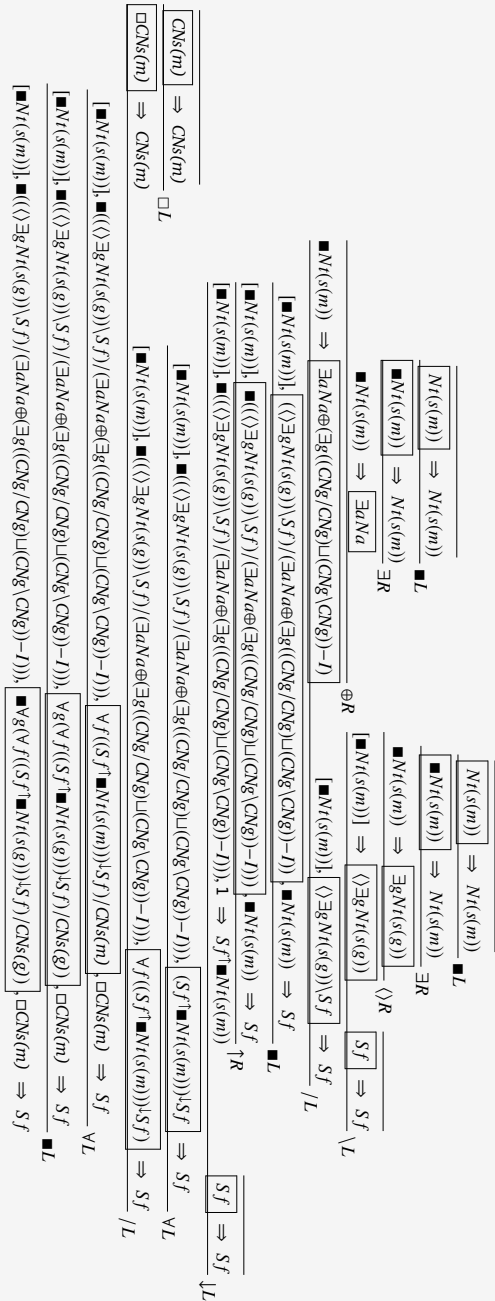 Nt(s(m)) ⇒ Nt(s(m))
■L
Nt(s(m)) ⇒ Nt(s(m)) ■Nt(s(m)) ⇒ Nt(s(m))
■L ∃R
■Nt(s(m)) ⇒ Nt(s(m)) ■Nt(s(m)) ⇒ ∃gNt(s(g))
∃R ⟨⟩R
■Nt(s(m)) ⇒ ∃aNa [■Nt(s(m))] ⇒ ⟨⟩∃gNt(s(g)) Sf ⇒ Sf
⊕R \L
■Nt(s(m)) ⇒ ∃aNa⊕(∃g((CNg/CNg)⊔(CNg\CNg))−I) [■Nt(s(m))], ⟨⟩∃gNt(s(g))\Sf ⇒ Sf
/L
[■Nt(s(m))], (⟨⟩∃gNt(s(g))\Sf)/(∃aNa⊕(∃g((CNg/CNg)⊔(CNg\CNg))−I)), ■Nt(s(m)) ⇒ Sf
■L
[■Nt(s(m))], ■((⟨⟩∃gNt(s(g))\Sf)/(∃aNa⊕(∃g((CNg/CNg)⊔(CNg\CNg))−I))), ■Nt(s(m)) ⇒ Sf
↑R
[■Nt(s(m))], ■((⟨⟩∃gNt(s(g))\Sf)/(∃aNa⊕(∃g((CNg/CNg)⊔(CNg\CNg))−I))), 1 ⇒ Sf↑■Nt(s(m)) Sf ⇒ Sf
↓L
CNs(m) ⇒ CNs(m) [■Nt(s(m))], ■((⟨⟩∃gNt(s(g))\Sf)/(∃aNa⊕(∃g((CNg/CNg)⊔(CNg\CNg))−I))), (Sf↑■Nt(s(m)))↓Sf ⇒ Sf
□L ∀L
□CNs(m) ⇒ CNs(m) [■Nt(s(m))], ■((⟨⟩∃gNt(s(g))\Sf)/(∃aNa⊕(∃g((CNg/CNg)⊔(CNg\CNg))−I))), ∀f((Sf↑■Nt(s(m)))↓Sf) ⇒ Sf
/L
[■Nt(s(m))], ■((⟨⟩∃gNt(s(g))\Sf)/(∃aNa⊕(∃g((CNg/CNg)⊔(CNg\CNg))−I))), ∀f((Sf↑■Nt(s(m)))↓Sf)/CNs(m), □CNs(m) ⇒ Sf
∀L
[■Nt(s(m))], ■((⟨⟩∃gNt(s(g))\Sf)/(∃aNa⊕(∃g((CNg/CNg)⊔(CNg\CNg))−I))), ∀g(∀f((Sf↑■Nt(s(g)))↓Sf)/CNs(g)), □CNs(m) ⇒ Sf
■L
[■Nt(s(m))], ■((⟨⟩∃gNt(s(g))\Sf)/(∃aNa⊕(∃g((CNg/CNg)⊔(CNg\CNg))−I))), ■∀g(∀f((Sf↑■Nt(s(g)))↓Sf)/CNs(g)), □CNs(m) ⇒ Sf